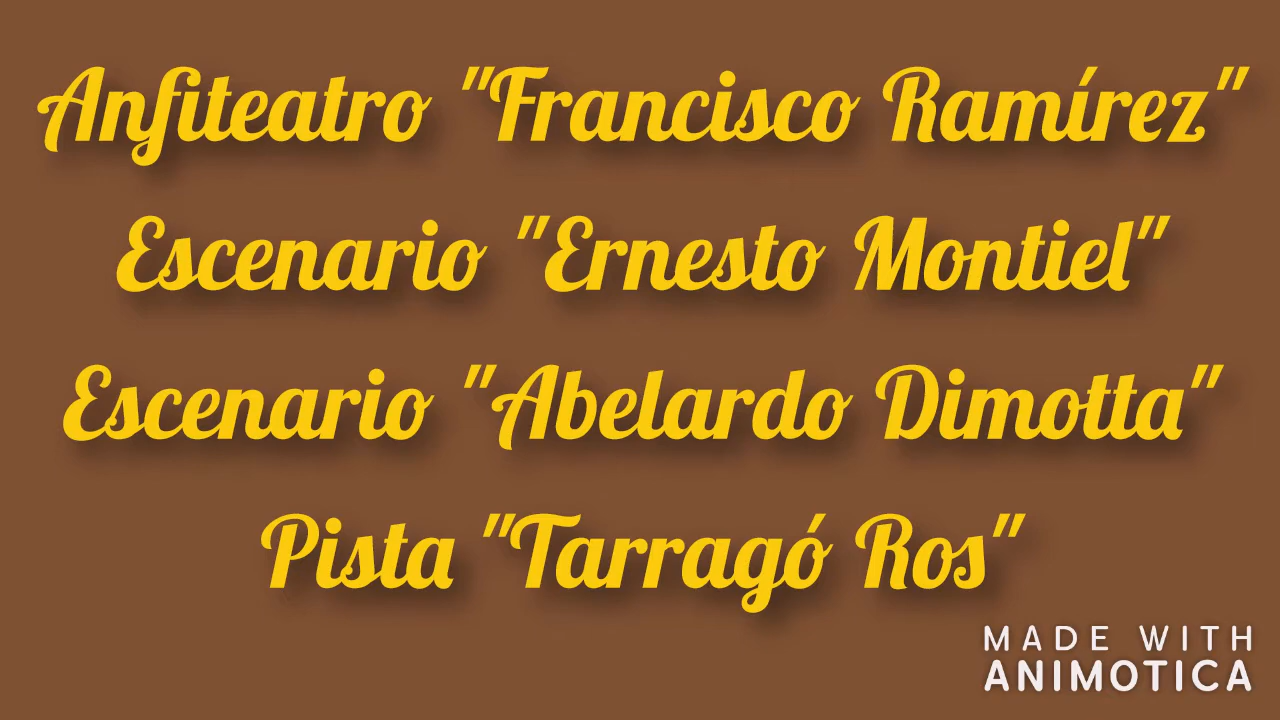 Anfiteatro "Francisco Ramírez"
Escenario "Ernesto Montiel"
Escenario "Abelardo Dimotta"
Pista "Tarragó Ros"
MADE WITH
ANIMOTICA